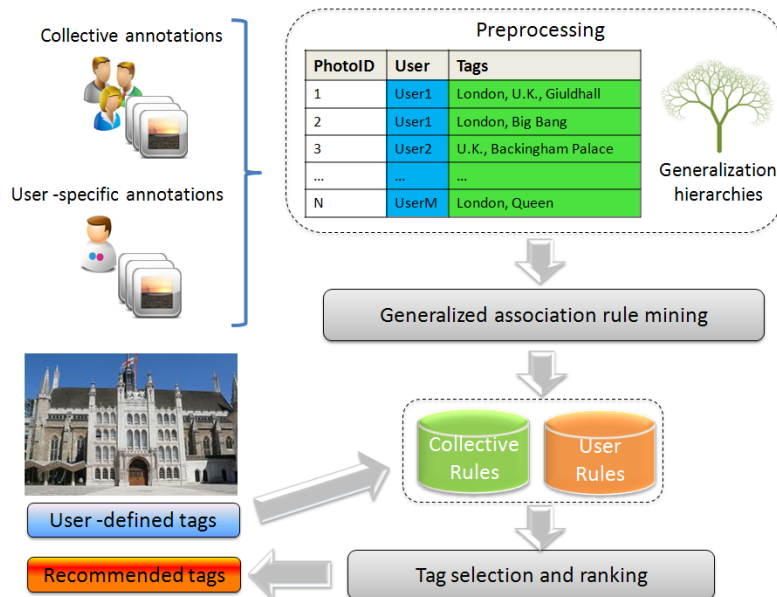 Collective annotations
User -specific annotations
Preprocessing
PhotoID User Tags
1 User1 London, U.K., Giuldhall
2 User1 London, Big Bang
3 User2 U.K., Backingham Palace
... ... ...
N UserM London, Queen
Generalization
hierarchies
Generalized association rule mining
Collective
Rules
User
Rules
User -defined tags
Recommended tags
Tag selection and ranking